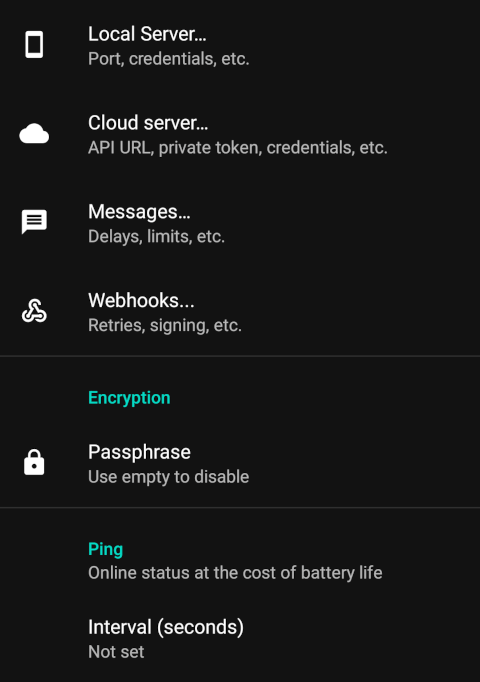 Local Server…
Port, credentials, etc.
Cloud server…
API URL, private token, credentials, etc.
Messages…
Delays, limits, etc.
Webhooks...
Retries, signing, etc.
Encryption
Passphrase
Use empty to disable
Ping
Online status at the cost of battery life
Interval (seconds)
Not set